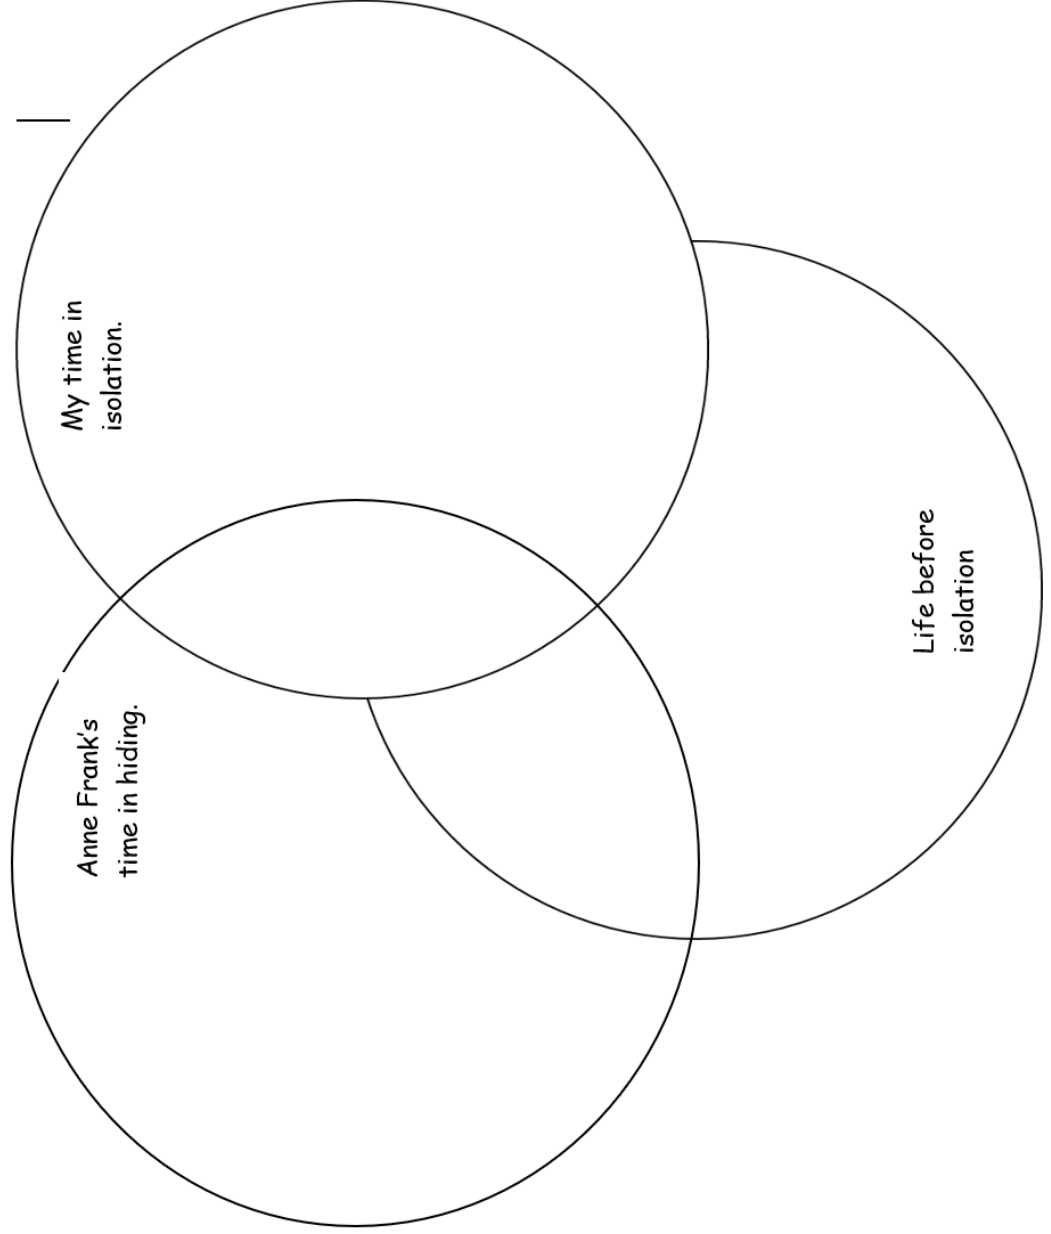 My time in
isolation.
Anne Frank's
time in hiding.
Life before
isolation